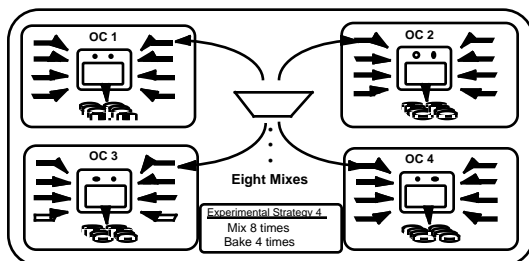 OC 1
OC 2
OC 3
OC 4
Eight Mixes
Experimental Strategy 4
Mix 8 times
Bake 4 times